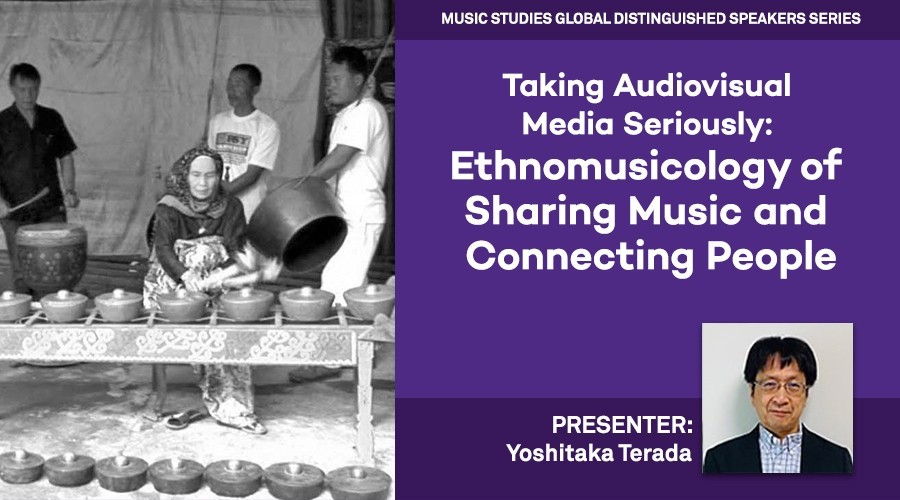 MUSIC STUDIES GLOBAL DISTINGUISHED SPEAKERS SERIES
Taking Audiovisual
Media Seriously:
Ethnomusicology of
Sharing Music and
Connecting People
PRESENTER:
Yoshitaka Terada